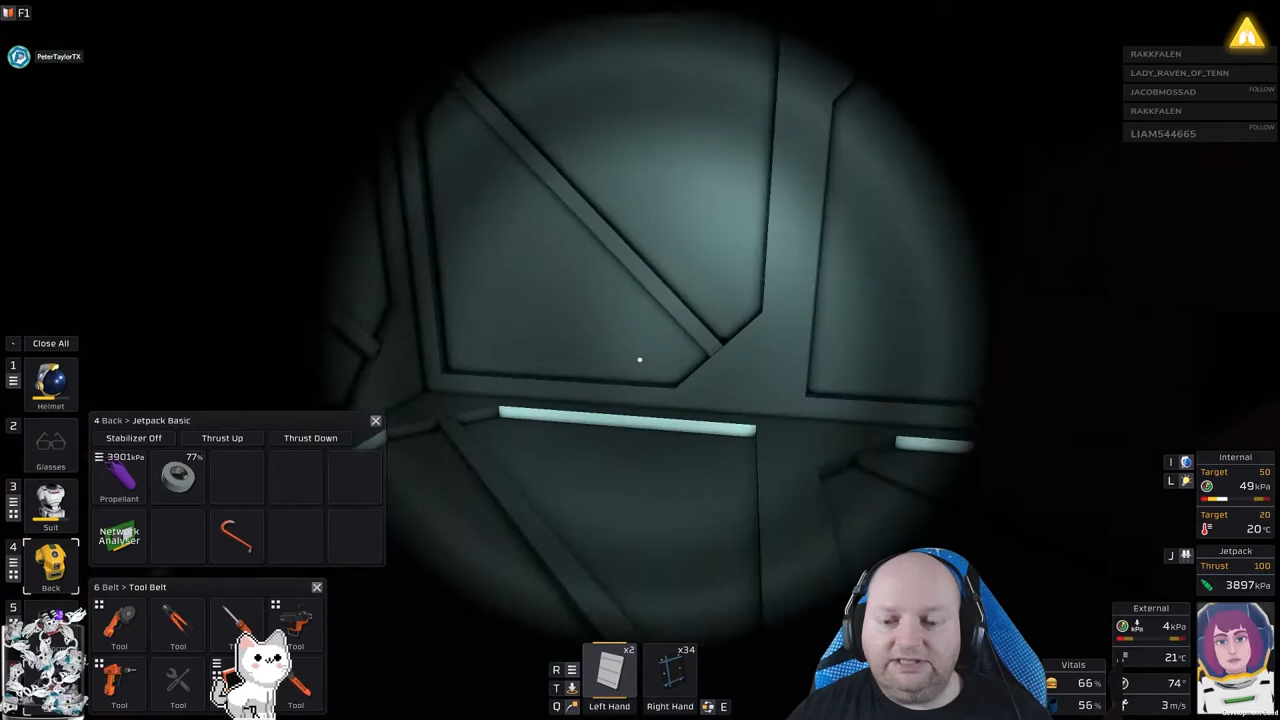 F1
PeterTaylorTX
RAKKFALEN
LADY_RAVEN_OF_TENN
JACOBMOSSAD FOLLOW
RAKKFALEN
LIAM544665 FOLLOW
- Close All
1
Helmet
2
Glasses
3
Suit
4
Back
5
4 Back > Jetpack Basic
Stabilizer Off Thrust Up Thrust Down
3901kPa 77%
Propellant
Network
Analyser
6 Belt > Tool Belt
Tool Tool Tool
Tool Tool Tool
R x2 x34
T
Q Left Hand Right Hand E
Internal
I Target 50
L 49kPa
Target 20
20°C
Jetpack
J Thrust 100
3897kPa
External
kPa 4kPa
21°C
74°
3m/s
Vitals
66%
56%